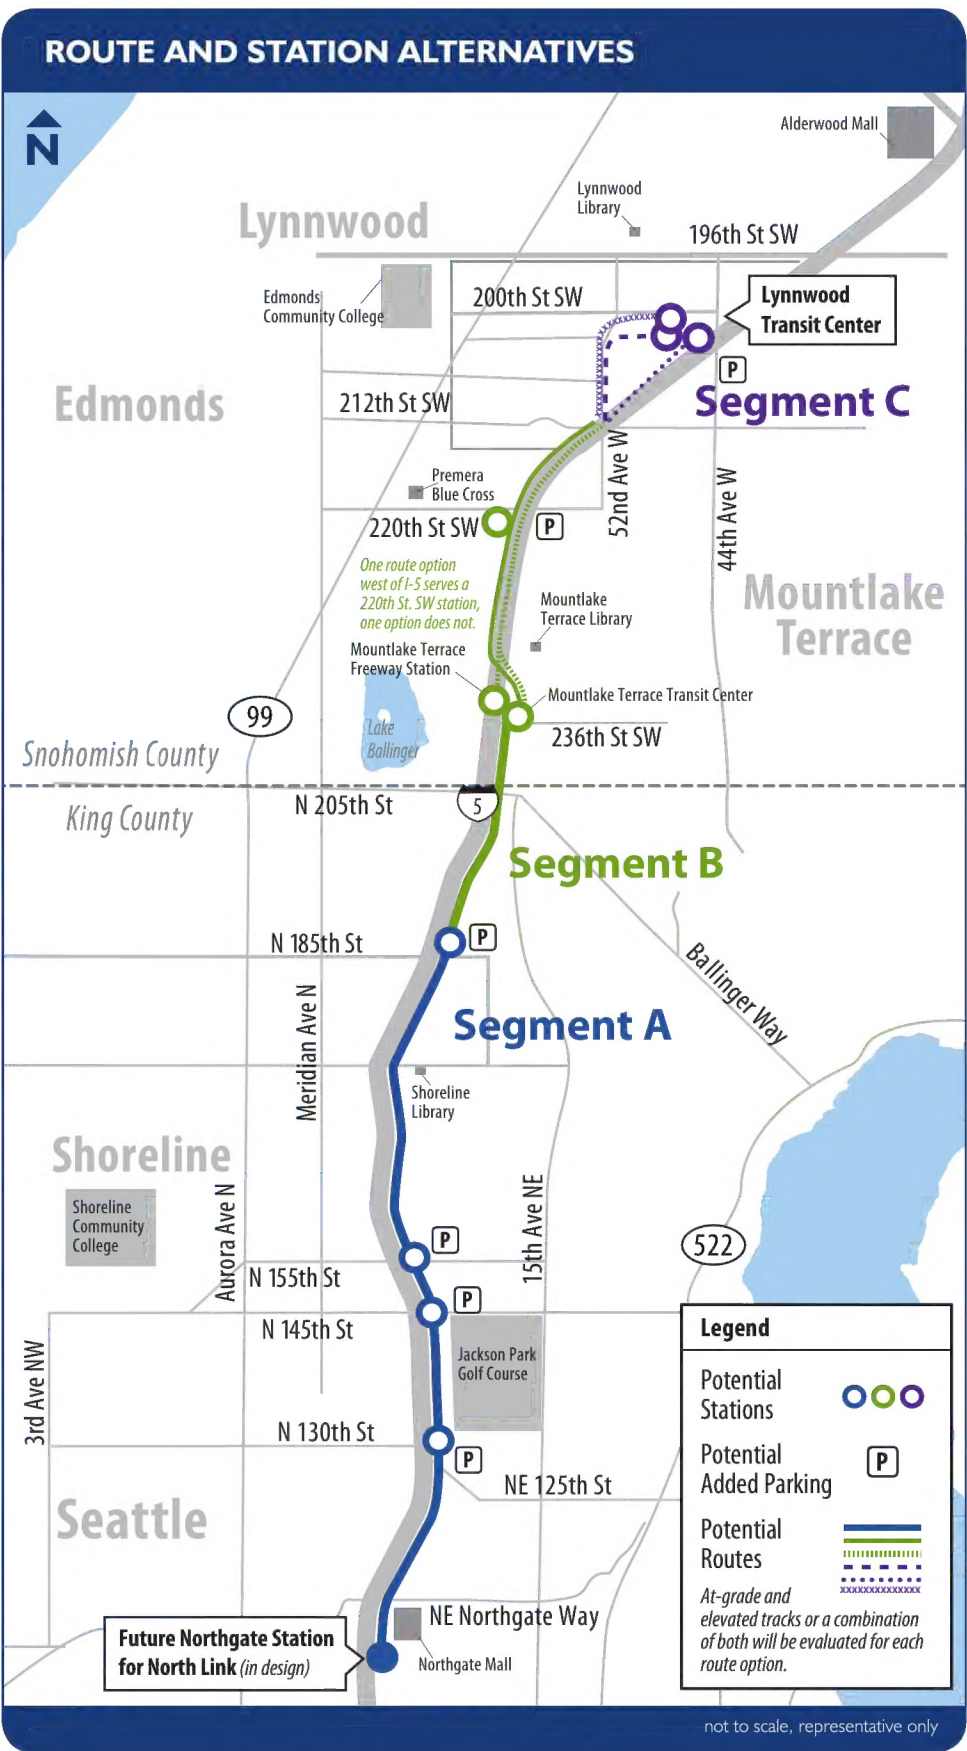 ROUTE AND STATION ALTERNATIVES
N
Alderwood Mall
Lynnwood
Library
Lynnwood
196th St SW
Edmonds
Community College
200th St SW
Lynnwood
Transit Center
P
Edmonds
212th St SW
Segment C
Premera
Blue Cross
52nd Ave W
44th Ave W
220th St SW
P
One route option
west of I-5 serves a
220th St. SW station,
one option does not.
Mountlake
Terrace Library
Mountlake
Terrace
Mountlake Terrace
Freeway Station
Mountlake Terrace Transit Center
99
Lake
Ballinger
236th St SW
Snohomish County
King County
N 205th St
5
Segment B
N 185th St
P
Ballinger Way
Meridian Ave N
Segment A
Shoreline
Library
Shoreline
Shoreline
Community
College
Aurora Ave N
15th Ave NE
522
P
N 155th St
P
N 145th St
3rd Ave NW
Jackson Park
Golf Course
N 130th St
P
NE 125th St
Seattle
NE Northgate Way
Future Northgate Station
for North Link (in design)
Northgate Mall
Legend
Potential
Stations
Potential
Added Parking
P
Potential
Routes
At-grade and
elevated tracks or a combination
of both will be evaluated for each
route option.
not to scale, representative only